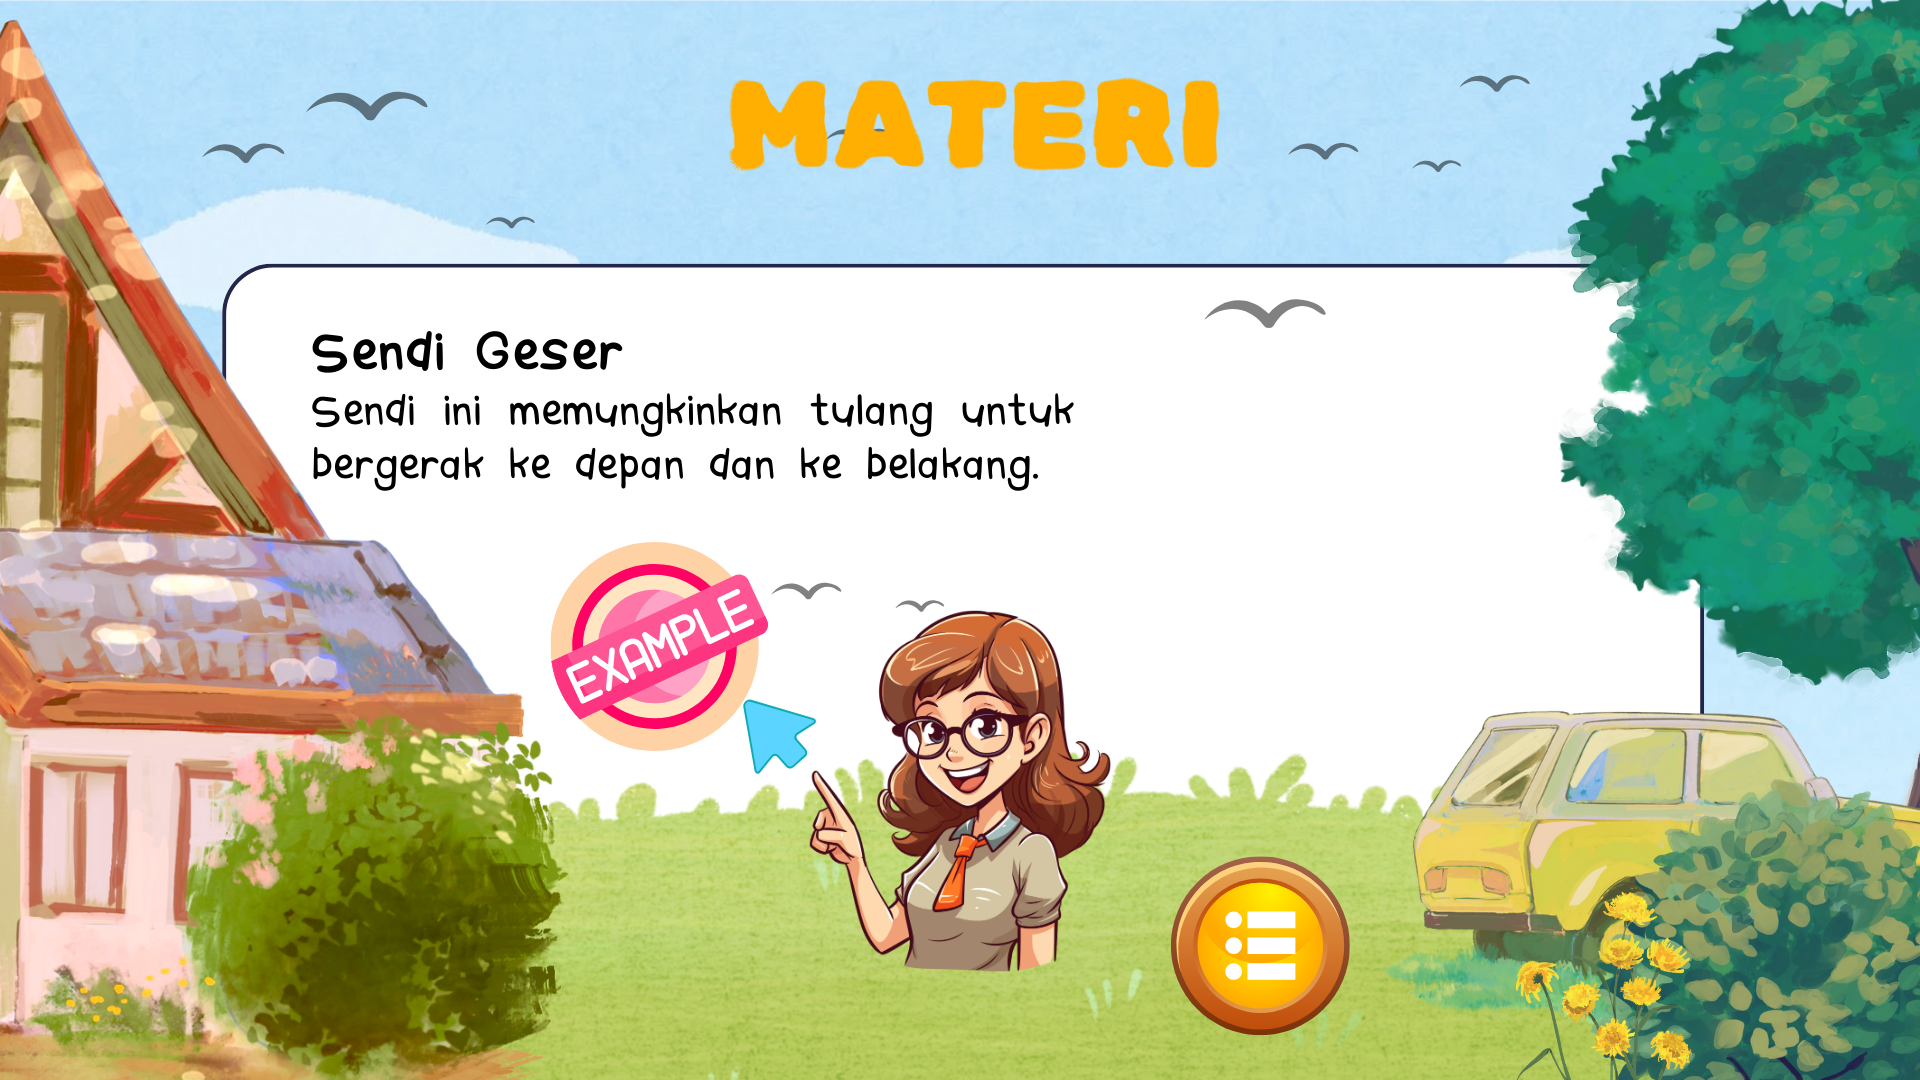 MATERI
Sendi Geser
Sendi ini memungkinkan tulang untuk
bergerak ke depan dan ke belakang.
EXAMPLE